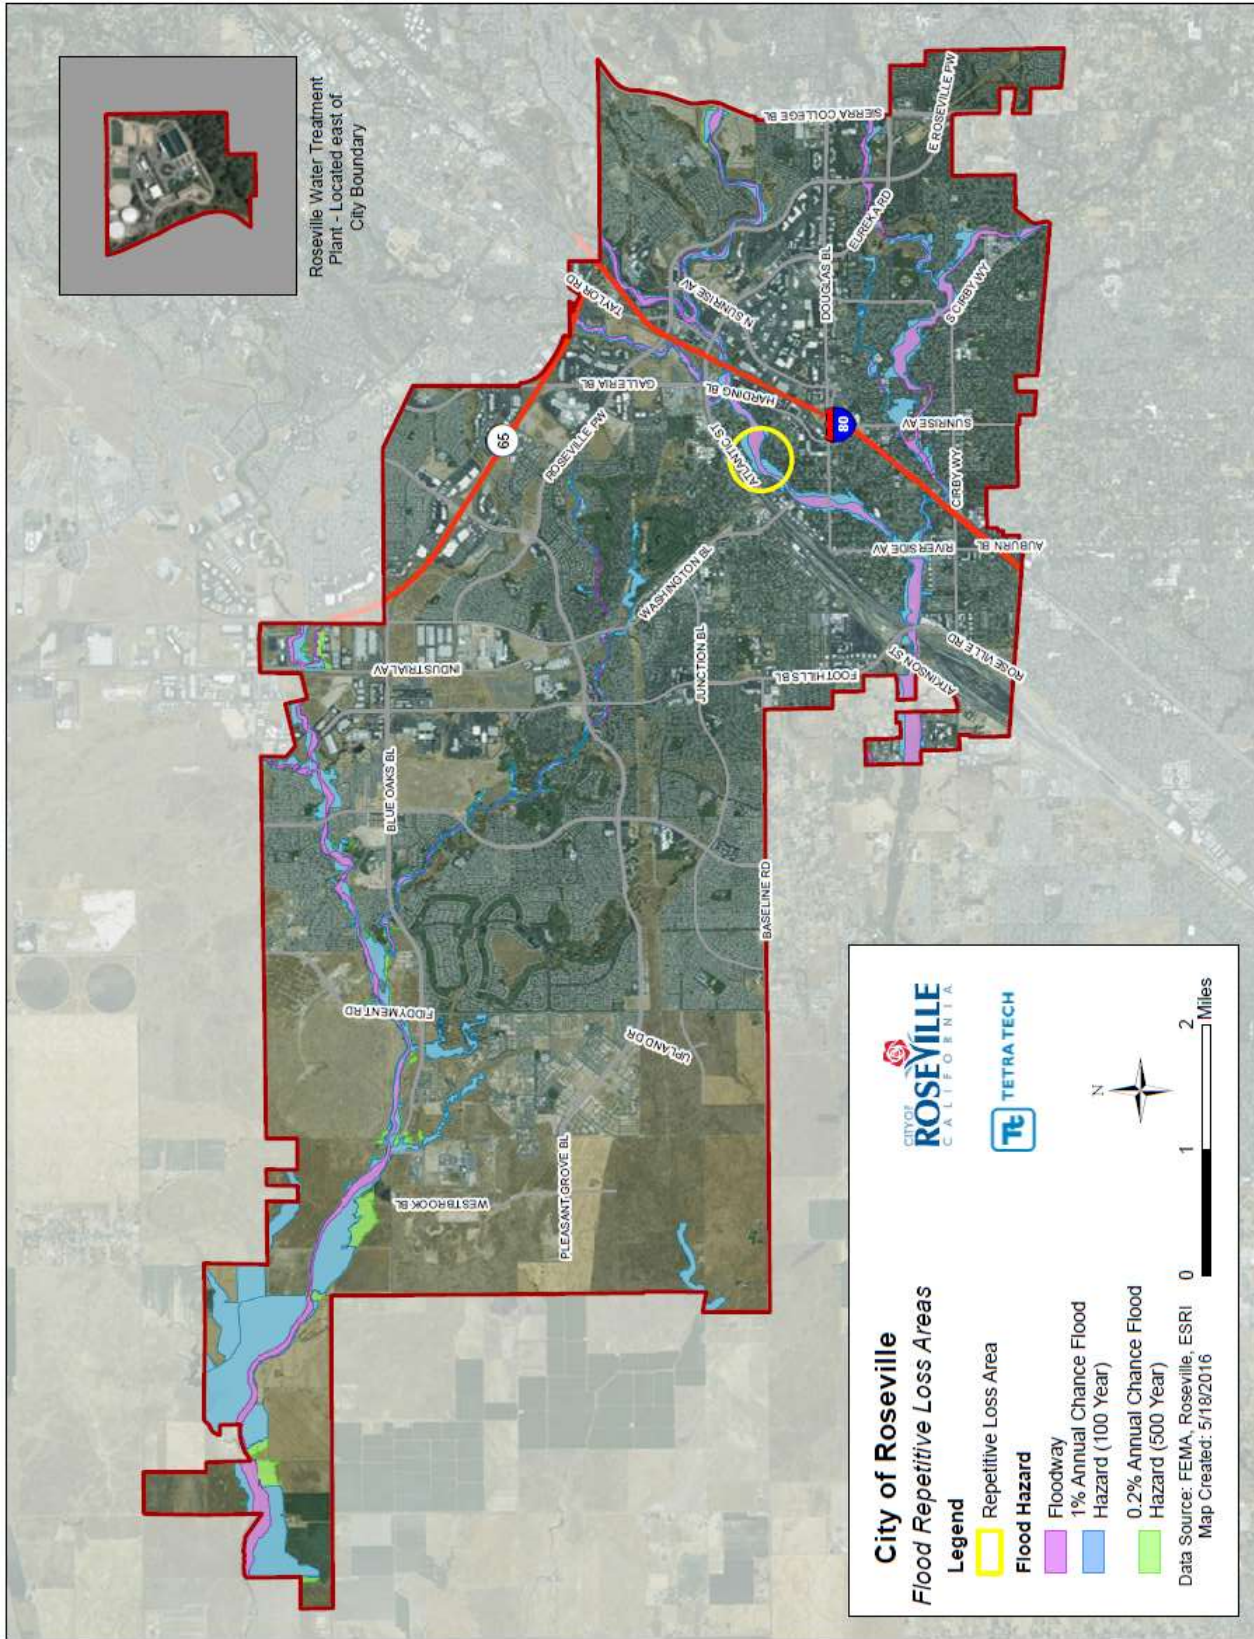 Roseville Water Treatment
Plant - Located east of
City Boundary
65
80
TAYLOR RD
N SUNRISE AV
SIERRA COLLEGE BL
E ROSEVILLE PW
EUREKA RD
DOUGLAS BL
S CIRBY WY
GALLERIA BL
HARDING BL
ROSEVILLE PW
ATLANTIC ST
SUNRISE AV
CIRBY WY
RIVERSIDE AV
AUBURN BL
WASHINGTON BL
INDUSTRIAL AV
JUNCTION BL
FOOTHILLS BL
ATKINSON ST
ROSEVILLE RD
BLUE OAKS BL
BASELINE RD
FIDDYMENT RD
UPLAND DR
WESTBROOK BL
PLEASANT GROVE BL
City of Roseville
Flood Repetitive Loss Areas
Legend
Repetitive Loss Area
Flood Hazard
Floodway
1% Annual Chance Flood
Hazard (100 Year)
0.2% Annual Chance Flood
Hazard (500 Year)
Data Source: FEMA, Roseville, ESRI
Map Created: 5/18/2016
CITY OF
ROSEVILLE
CALIFORNIA
Tt TETRA TECH
N
0 1 2
Miles